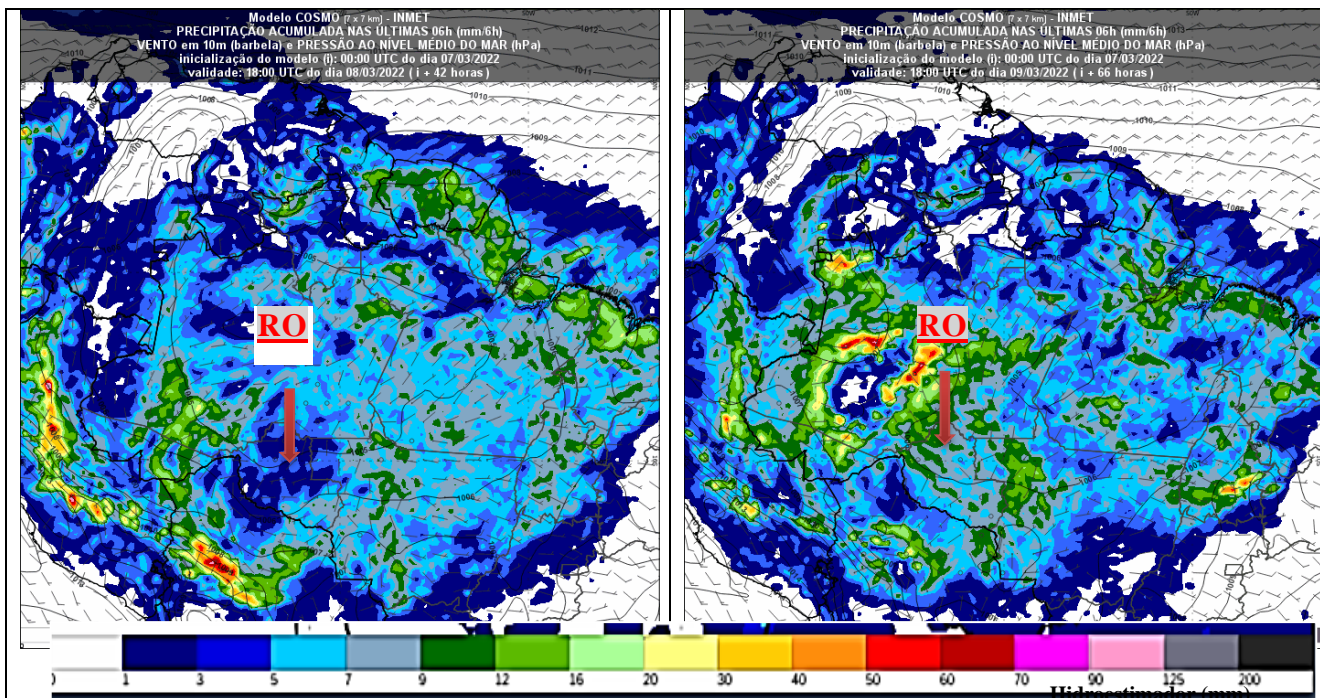 Modelo COSMO [7 x 7 km] - INMET
PRECIPITAÇÃO ACUMULADA NAS ÚLTIMAS 06h (mm/6h)
VENTO em 10m (barbela) e PRESSÃO AO NÍVEL MÉDIO DO MAR (hPa)
inicialização do modelo (i): 00:00 UTC do dia 07/03/2022
validade: 18:00 UTC do dia 08/03/2022 ( i + 42 horas )
RO
Modelo COSMO [7 x 7 km] - INMET
PRECIPITAÇÃO ACUMULADA NAS ÚLTIMAS 06h (mm/6h)
VENTO em 10m (barbela) e PRESSÃO AO NÍVEL MÉDIO DO MAR (hPa)
inicialização do modelo (i): 00:00 UTC do dia 07/03/2022
validade: 18:00 UTC do dia 09/03/2022 ( i + 66 horas )
RO
1 3 5 7 9 12 16 20 30 40 50 60 70 90 125 200